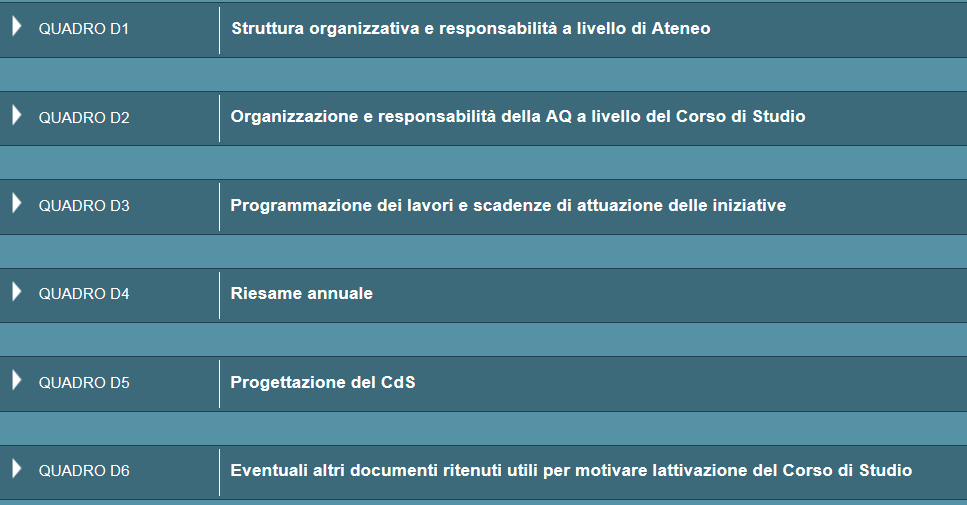 QUADRO D1 Struttura organizzativa e responsabilità a livello di Ateneo
QUADRO D2 Organizzazione e responsabilità della AQ a livello del Corso di Studio
QUADRO D3 Programmazione dei lavori e scadenze di attuazione delle iniziative
QUADRO D4 Riesame annuale
QUADRO D5 Progettazione del CdS
QUADRO D6 Eventuali altri documenti ritenuti utili per motivare lattivazione del Corso di Studio